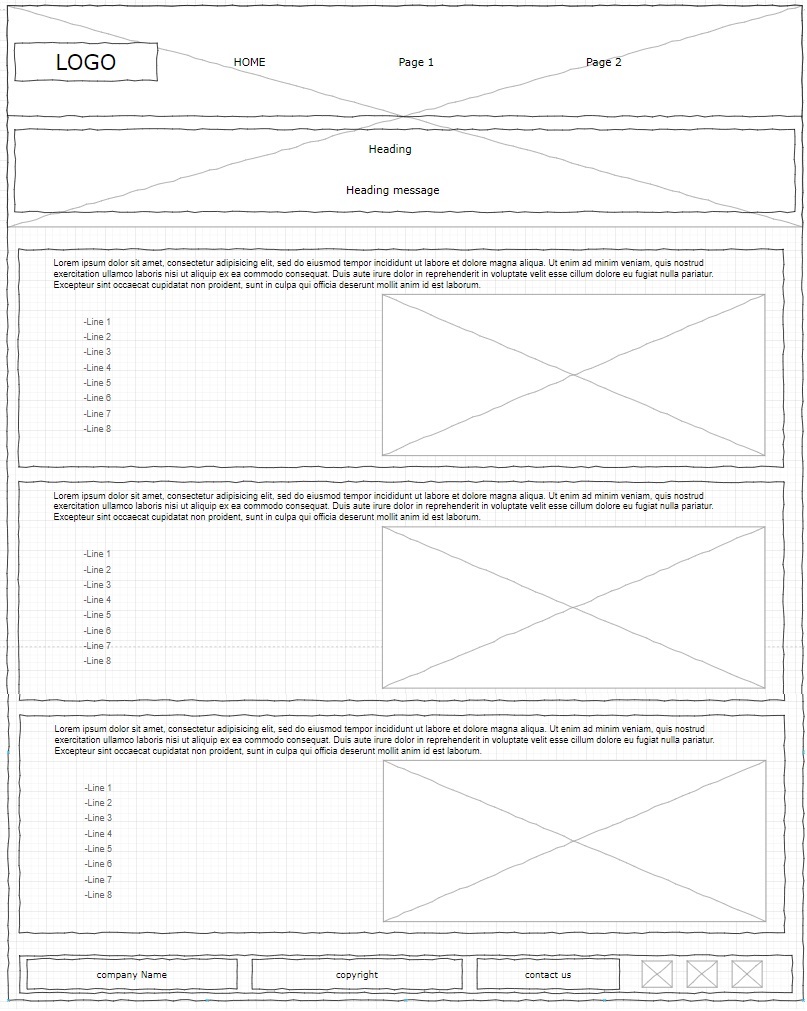 LOGO
HOME
Page 1
Page 2
Heading
Heading message
Lorem ipsum dolor sit amet, consectetur adipisicing elit, sed do eiusmod tempor incididunt ut labore et dolore magna aliqua. Ut enim ad minim veniam, quis nostrud
exercitation ullamco laboris nisi ut aliquip ex ea commodo consequat. Duis aute irure dolor in reprehenderit in voluptate velit esse cillum dolore eu fugiat nulla pariatur.
Excepteur sint occaecat cupidatat non proident, sunt in culpa qui officia deserunt mollit anim id est laborum.
-Line 1
-Line 2
-Line 3
-Line 4
-Line 5
-Line 6
-Line 7
-Line 8
Lorem ipsum dolor sit amet, consectetur adipisicing elit, sed do eiusmod tempor incididunt ut labore et dolore magna aliqua. Ut enim ad minim veniam, quis nostrud
exercitation ullamco laboris nisi ut aliquip ex ea commodo consequat. Duis aute irure dolor in reprehenderit in voluptate velit esse cillum dolore eu fugiat nulla pariatur.
Excepteur sint occaecat cupidatat non proident, sunt in culpa qui officia deserunt mollit anim id est laborum.
-Line 1
-Line 2
-Line 3
-Line 4
-Line 5
-Line 6
-Line 7
-Line 8
Lorem ipsum dolor sit amet, consectetur adipisicing elit, sed do eiusmod tempor incididunt ut labore et dolore magna aliqua. Ut enim ad minim veniam, quis nostrud
exercitation ullamco laboris nisi ut aliquip ex ea commodo consequat. Duis aute irure dolor in reprehenderit in voluptate velit esse cillum dolore eu fugiat nulla pariatur.
Excepteur sint occaecat cupidatat non proident, sunt in culpa qui officia deserunt mollit anim id est laborum.
-Line 1
-Line 2
-Line 3
-Line 4
-Line 5
-Line 6
-Line 7
-Line 8
company Name
copyright
contact us